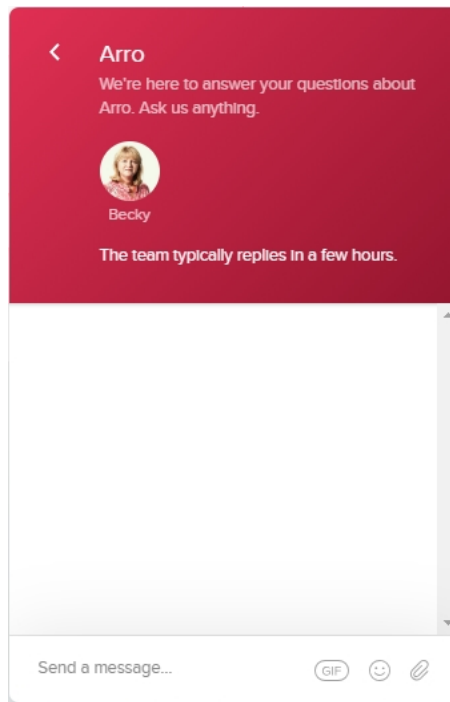 Arro
We're here to answer your questions about
Arro. Ask us anything.
Becky
The team typically replies in a few hours.
Send a message...
GIF